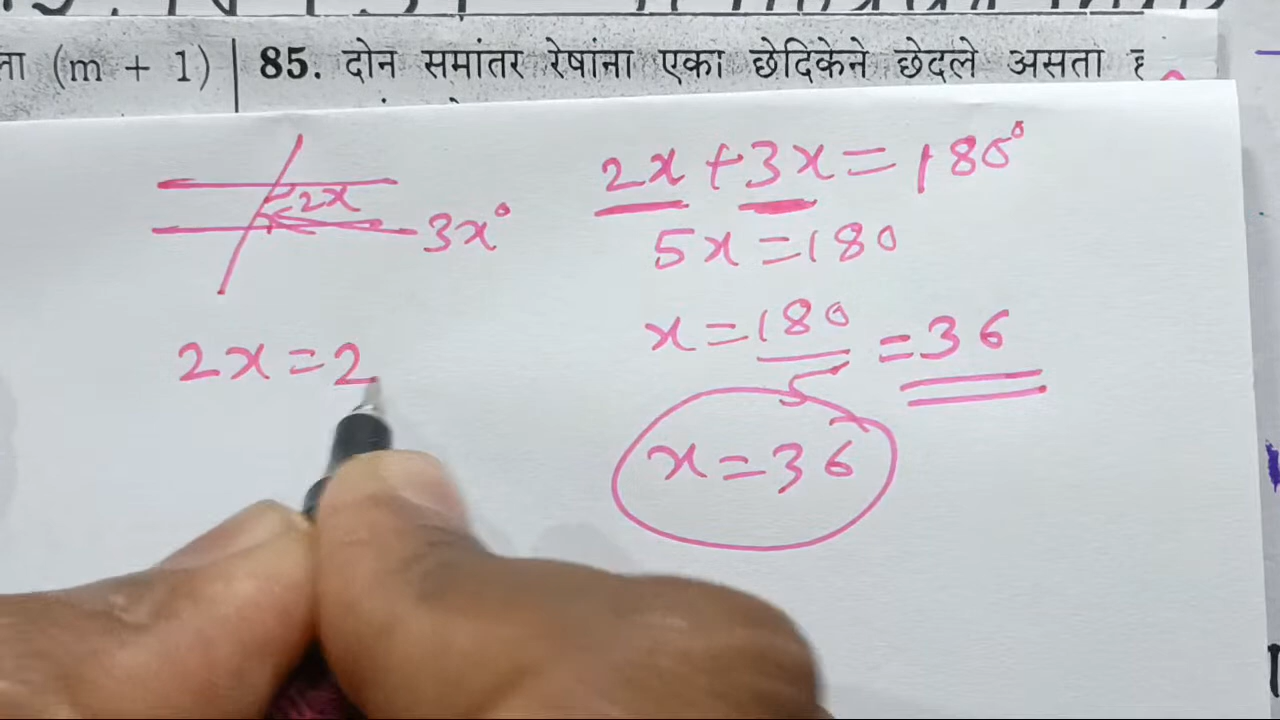 (m + 1)
85. दोन समांतर रेषांना एका छेदिकेने छेदले असता
2x
3x°
2x + 3x = 180°
5x = 180
x = 180/5 = 36
x = 36
2x = 2